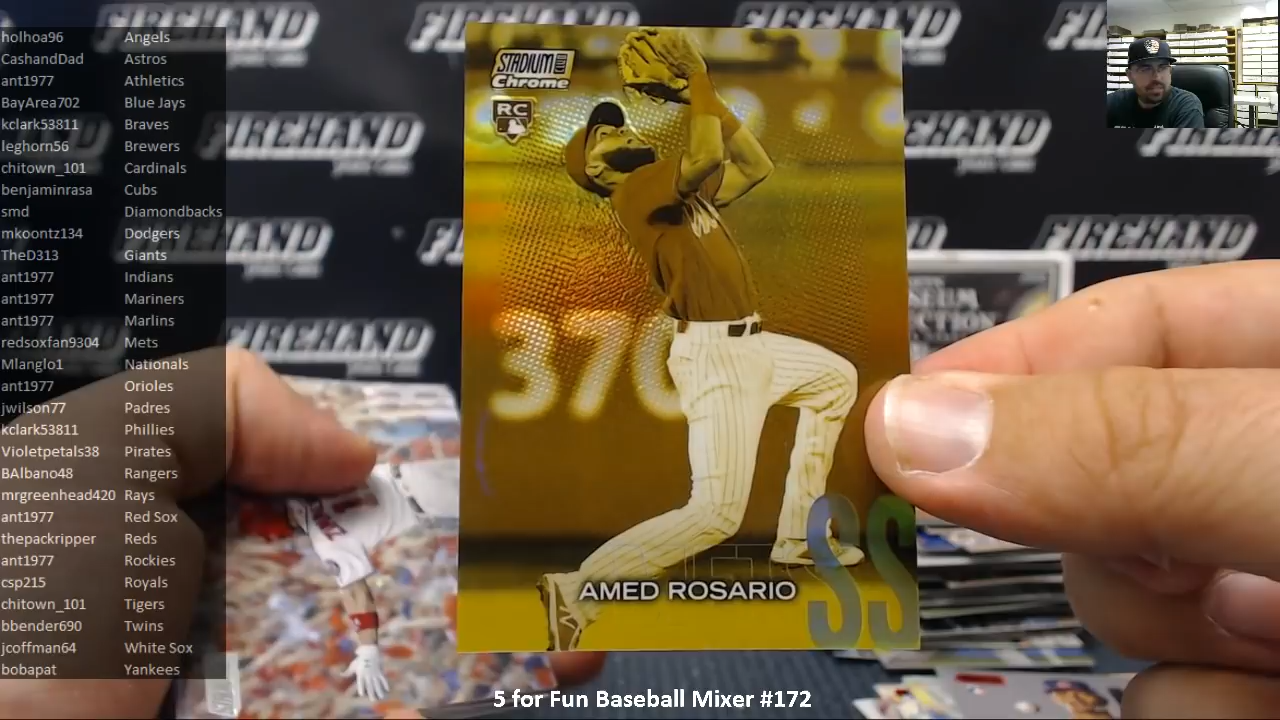 holhoa96 Angels
CashandDad Astros
ant1977 Athletics
BayArea702 Blue Jays
kclark53811 Braves
leghorn56 Brewers
chitown_101 Cardinals
benjaminrasa Cubs
smd Diamondbacks
mkoontz134 Dodgers
TheD313 Giants
ant1977 Indians
ant1977 Mariners
ant1977 Marlins
redsoxfan9304 Mets
Mlanglo1 Nationals
ant1977 Orioles
jwilson77 Padres
kclark53811 Phillies
Violetpetals38 Pirates
BAlbano48 Rangers
mrgreenhead420 Rays
ant1977 Red Sox
thepackripper Reds
ant1977 Rockies
csp215 Royals
chitown_101 Tigers
bbender690 Twins
jcoffman64 White Sox
bobapat Yankees
STADIUM CLUB
Chrome
RC
370
AMED ROSARIO
SS
FIREHAND
FIREHAND
FIREHAND
FIREHAND
FIREHAND
5 for Fun Baseball Mixer #172